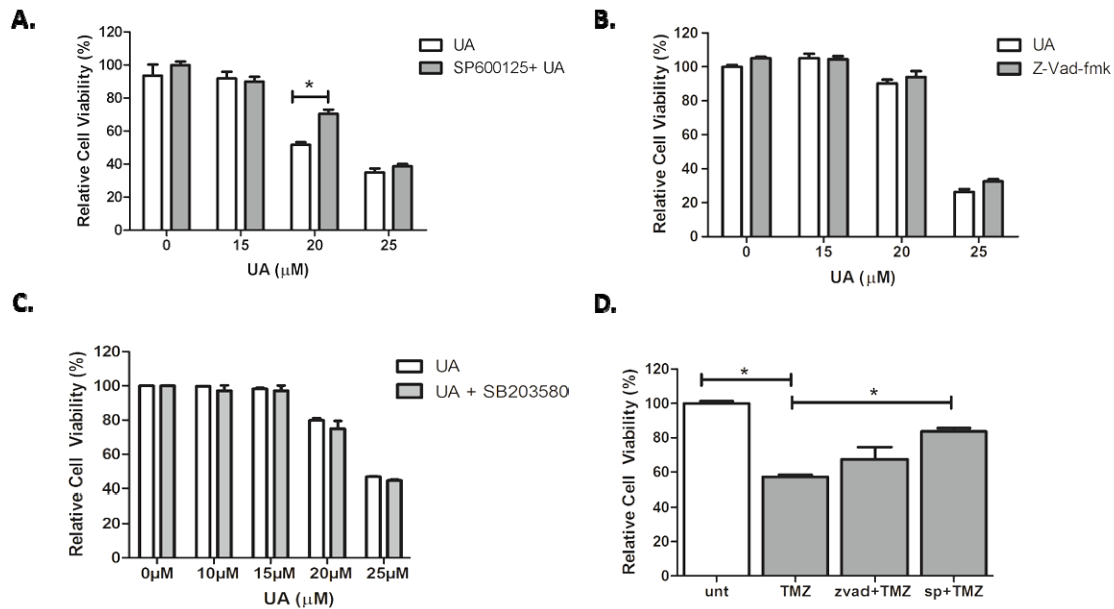 A.
Relative Cell Viability (%)
120
100
80
60
40
20
0
*
UA
SP600125+ UA
0 15 20 25
UA (μM)
B.
Relative Cell Viability (%)
120
100
80
60
40
20
0
UA
Z-Vad-fmk
0 15 20 25
UA (μM)
C.
Relative Cell Viability (%)
120
100
80
60
40
20
0
UA
UA + SB203580
0μM 10μM 15μM 20μM 25μM
UA (μM)
D.
Relative Cell Viability (%)
120
100
80
60
40
20
0
*
*
unt TMZ zvad+TMZ sp+TMZ